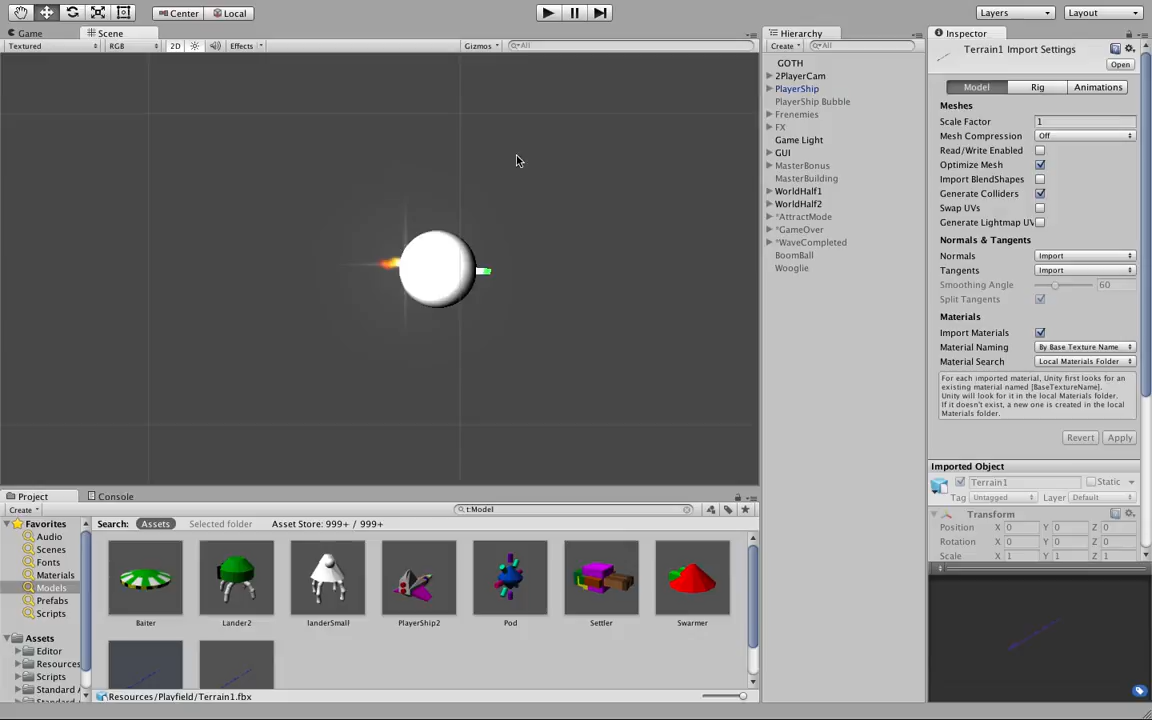 Center Local Layers Layout
Game Scene Hierarchy Inspector
Textured RGB 2D Effects Gizmos All Create All
Terrain1 Import Settings
Open
GOTH
2PlayerCam
PlayerShip
PlayerShip Bubble
Frenemies
FX
Game Light
GUI
MasterBonus
MasterBuilding
WorldHalf1
WorldHalf2
*AttractMode
*GameOver
*WaveCompleted
BoomBall
Wooglie
Model Rig Animations
Meshes
Scale Factor 1
Mesh Compression Off
Read/Write Enabled
Optimize Mesh
Import BlendShapes
Generate Colliders
Swap UVs
Generate Lightmap UV
Normals & Tangents
Normals Import
Tangents Import
Smoothing Angle 60
Split Tangents
Materials
Import Materials
Material Naming By Base Texture Name
Material Search Local Materials Folder
For each imported material, Unity first looks for an
existing material named [BaseTextureName].
Unity will look for it in the local Materials folder.
If it doesn't exist, a new one is created in the local
Materials folder.
Revert Apply
Imported Object
Terrain1 Static
Tag Untagged Layer Default
Transform
Position X 0 Y 0 Z 0
Rotation X 0 Y 0 Z 0
Scale X 1 Y 1 Z 1
Project Console
Create t:Model
Favorites
Audio
Scenes
Fonts
Materials
Models
Prefabs
Scripts
Assets
Editor
Resources
Scripts
Standard
Search: Assets Selected folder Asset Store: 999+ / 999+
Baiter Lander2 landerSmall PlayerShip2 Pod Settler Swarmer
Resources/Playfield/Terrain1.fbx